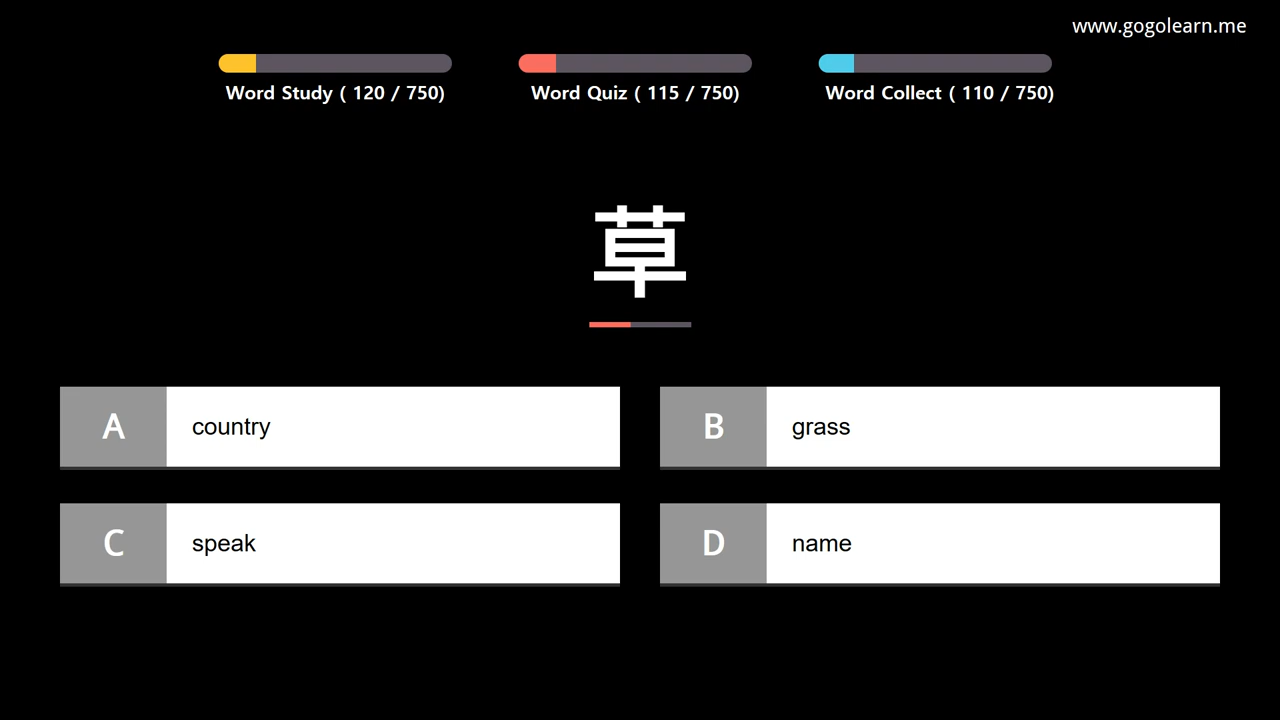 www.gogolearn.me
Word Study ( 120 / 750)
Word Quiz ( 115 / 750)
Word Collect ( 110 / 750)
草
A country
B grass
C speak
D name